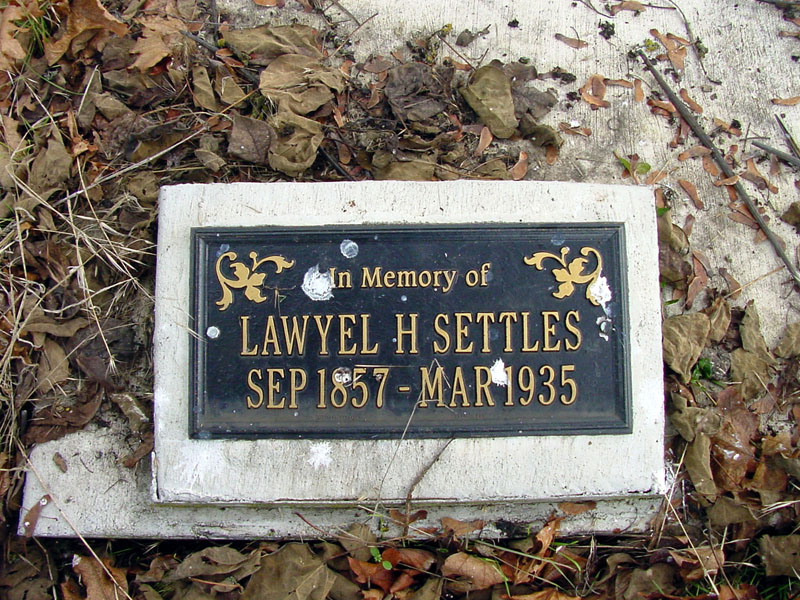 In Memory of
LAWYEL H SETTLES
SEP 1857 - MAR 1935